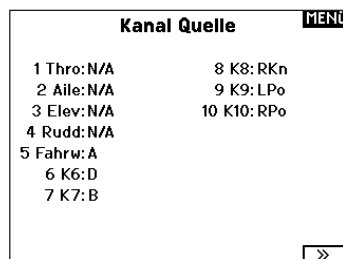 Kanal Quelle
MENÜ
1 Thro: N/A
2 Aile: N/A
3 Elev: N/A
4 Rudd: N/A
5 Fahrw: A
6 K6: D
7 K7: B
8 K8: RKn
9 K9: LPo
10 K10: RPo
>>